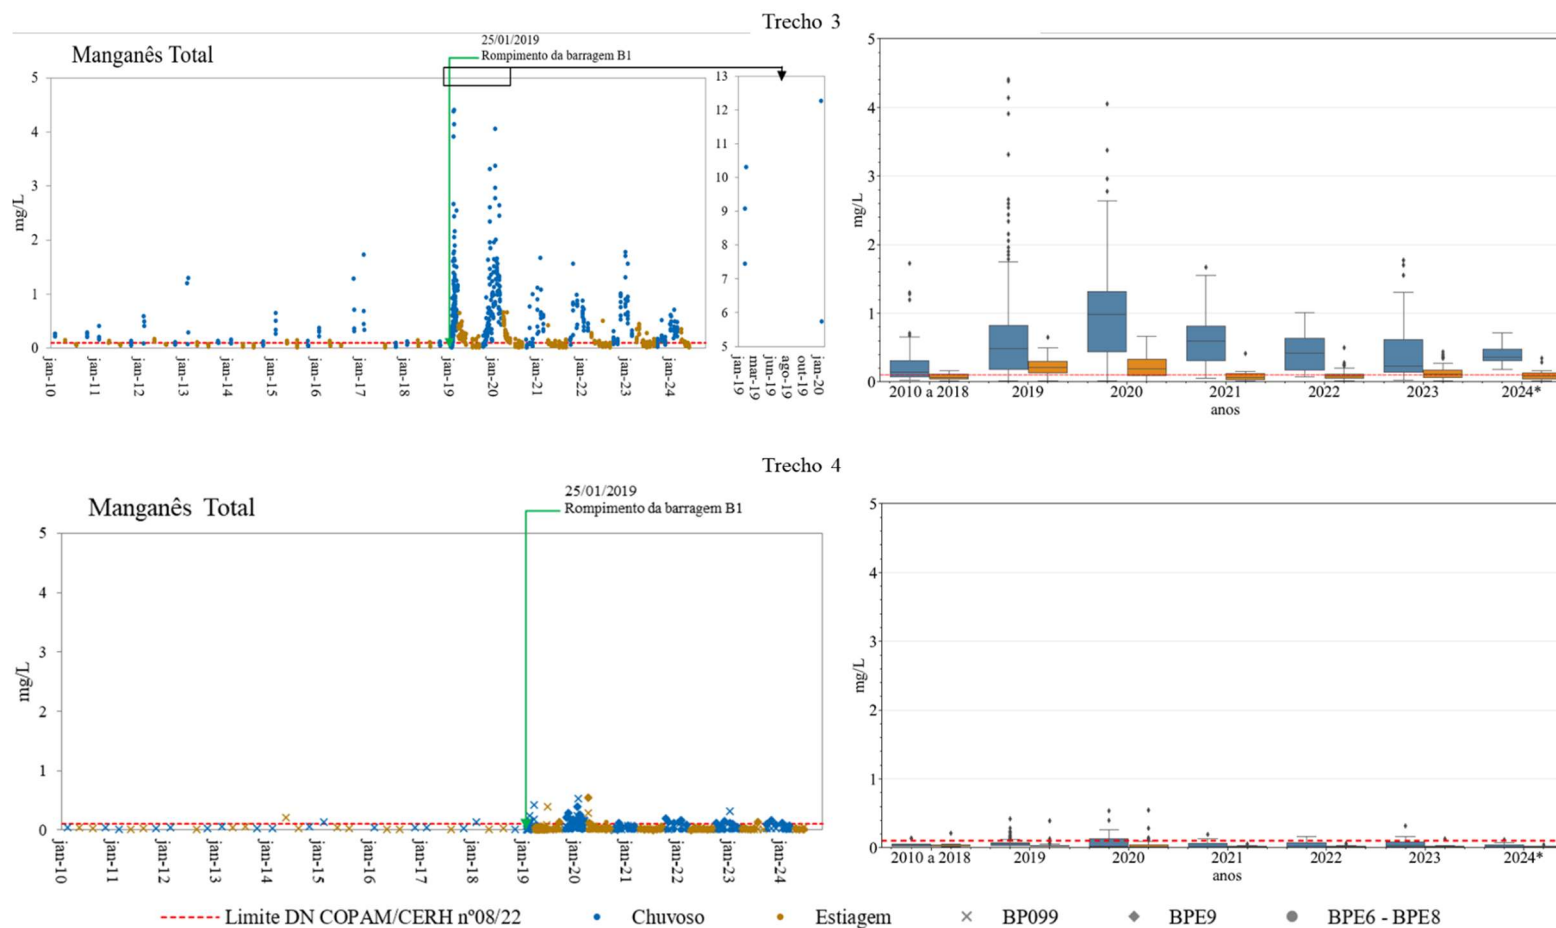 Trecho 3
25/01/2019
Rompimento da barragem B1
Manganês Total
5
4
3
2
1
0
mg/L
jan-10
jan-11
jan-12
jan-13
jan-14
jan-15
jan-16
jan-17
jan-18
jan-19
jan-20
jan-21
jan-22
jan-23
jan-24
13
12
11
10
9
8
7
6
5
jan-19
mar-19
jun-19
ago-19
out-19
jan-20
5
4
3
2
1
0
mg/L
2010 a 2018
2019
2020
2021
2022
2023
2024*
anos
Trecho 4
25/01/2019
Rompimento da barragem B1
Manganês Total
5
4
3
2
1
0
mg/L
jan-10
jan-11
jan-12
jan-13
jan-14
jan-15
jan-16
jan-17
jan-18
jan-19
jan-20
jan-21
jan-22
jan-23
jan-24
5
4
3
2
1
0
mg/L
2010 a 2018
2019
2020
2021
2022
2023
2024*
anos
Limite DN COPAM/CERH nº08/22
Chuvoso
Estiagem
BP099
BPE9
BPE6 - BPE8